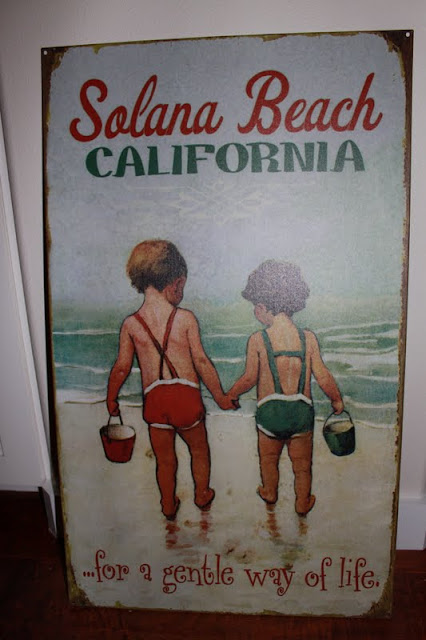 Solana Beach
CALIFORNIA
...for a gentle way of life.